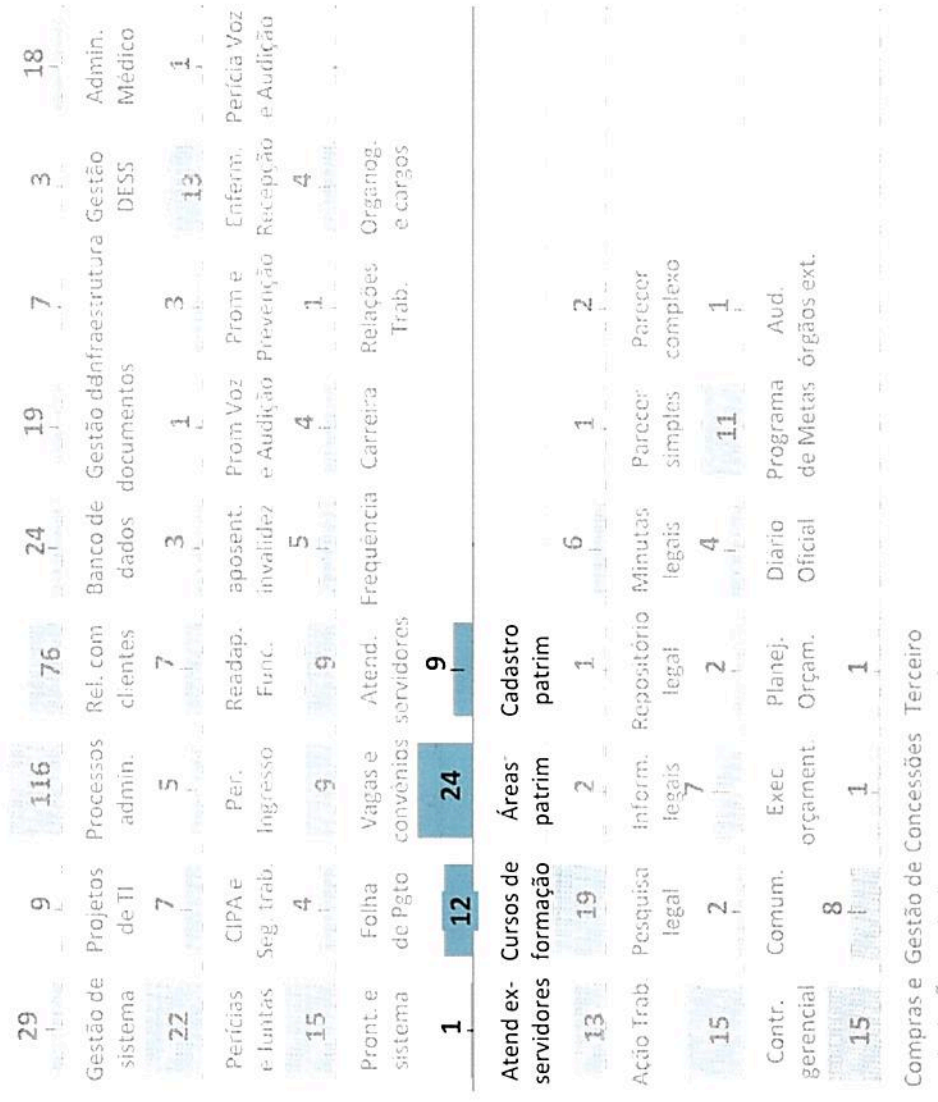 29 9 116 76 24 19 7 3 18
Gestão de Projetos Processos Rel. com Banco de Gestão danfraestrutura Gestão Admin.
sistema de TI admin. clientes dados documentos DESS Médico
22 7 5 7 3 1 3 13 1
Perícias CIPA e Per. Readap. aposent. Prom Voz Prom e Enferm. Perícia Voz
e Juntas Seg. trab. Ingresso Func. invalidez e Audição Prevenção Recepção e Audição
15 4 9 9 5 4 1 4
Pront. e Folha Vagas e Atend. Frequência Carreira Relações Organog.
sistema de Pgto convênios servidores Trab. e cargos
1 12 24 9
Atend ex- Cursos de Áreas Cadastro
servidores formação patrim patrim
13 19 2 1 6 1 2
Ação Trab. Pesquisa Inform. Repositório Minutas Parecer Parecer
legal legais legal legais simples complexo
15 2 7 2 4 11 1
Contr. Comum. Exec Planej. Diario Programa Aud.
gerencial orçament. Orçam. Oficial de Metas órgãos ext.
15 8 1 1
Compras e Gestão de Concessões Terceiro